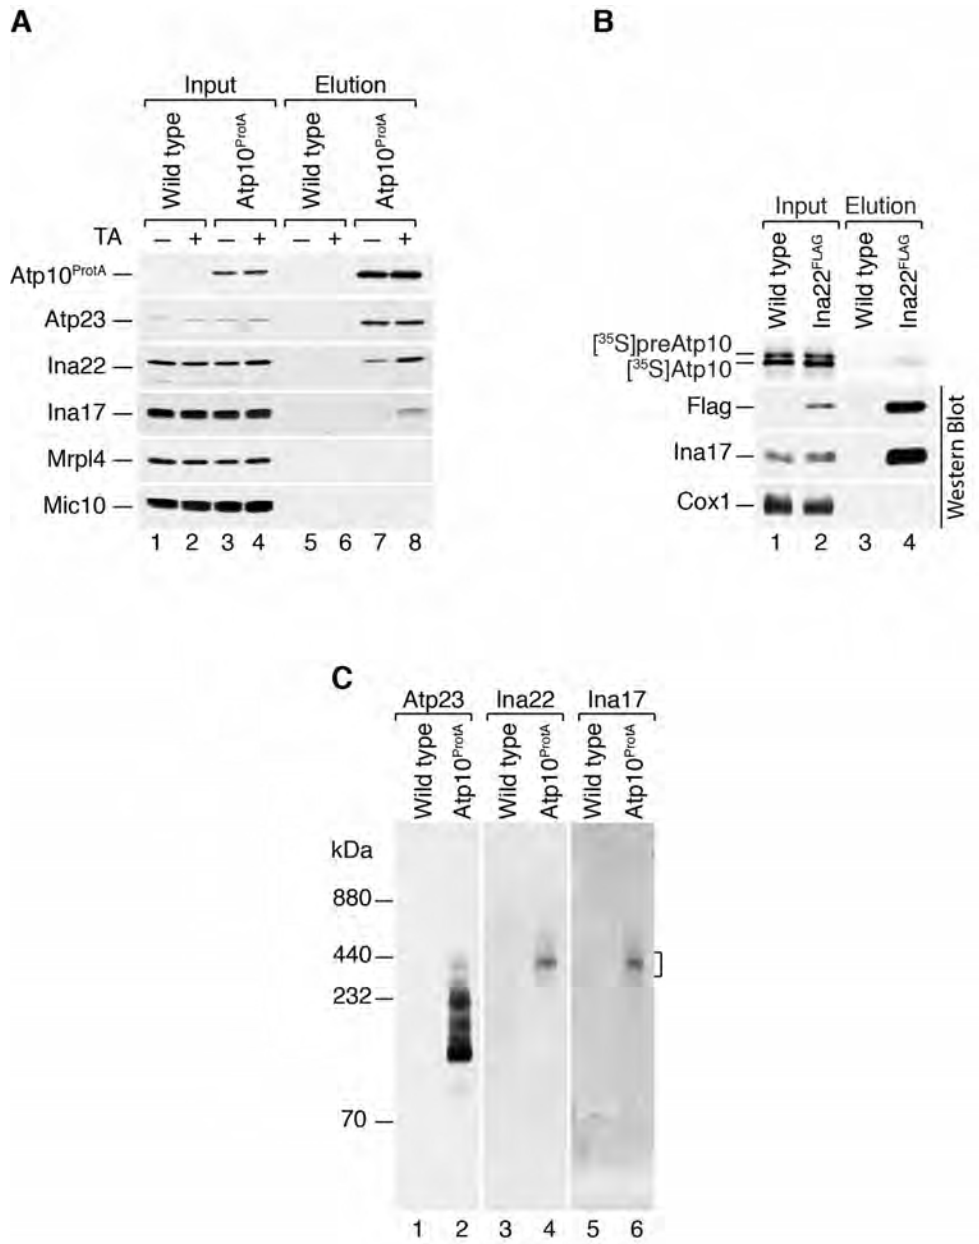 A
Input Elution
Wild type Atp10ProtA Wild type Atp10ProtA
TA – + – + – + – +
Atp10ProtA
Atp23
Ina22
Ina17
Mrpl4
Mic10
1 2 3 4 5 6 7 8
B
Input Elution
Wild type Ina22FLAG Wild type Ina22FLAG
[35S]preAtp10
[35S]Atp10
Flag
Ina17
Cox1
Western Blot
1 2 3 4
C
Atp23 Ina22 Ina17
Wild type Atp10ProtA Wild type Atp10ProtA Wild type Atp10ProtA
kDa
880
440
232
70
1 2 3 4 5 6